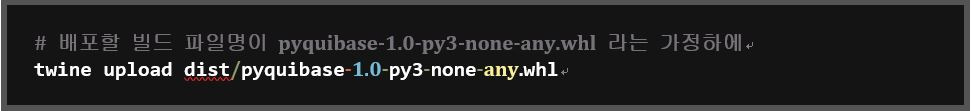 # 배포할 빌드 파일명이 pyquibase-1.0-py3-none-any.whl 라는 가정하에
twine upload dist/pyquibase-1.0-py3-none-any.whl